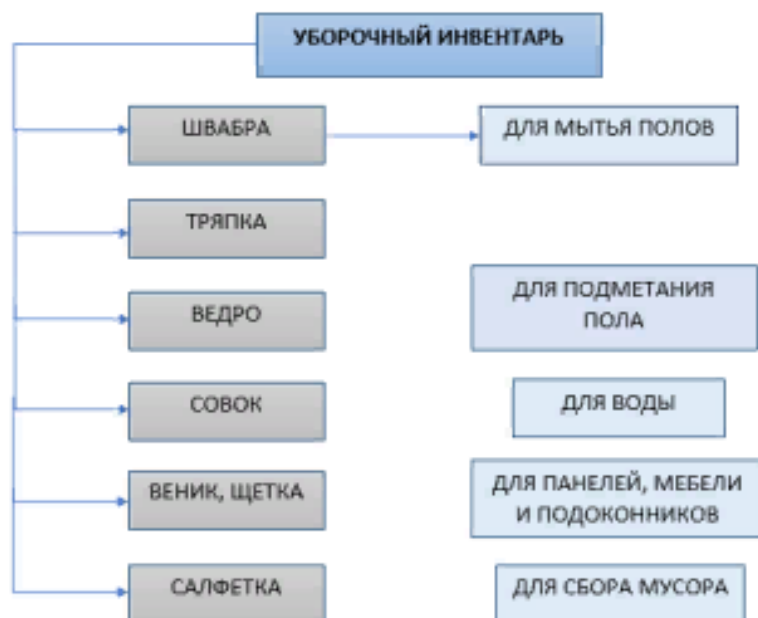 УБОРОЧНЫЙ ИНВЕНТАРЬ
ШВАБРА
ДЛЯ МЫТЬЯ ПОЛОВ
ТРЯПКА
ВЕДРО
ДЛЯ ПОДМЕТАНИЯ
ПОЛА
СОВОК
ДЛЯ ВОДЫ
ВЕНИК, ЩЕТКА
ДЛЯ ПАНЕЛЕЙ, МЕБЕЛИ
И ПОДОКОННИКОВ
САЛФЕТКА
ДЛЯ СБОРА МУСОРА